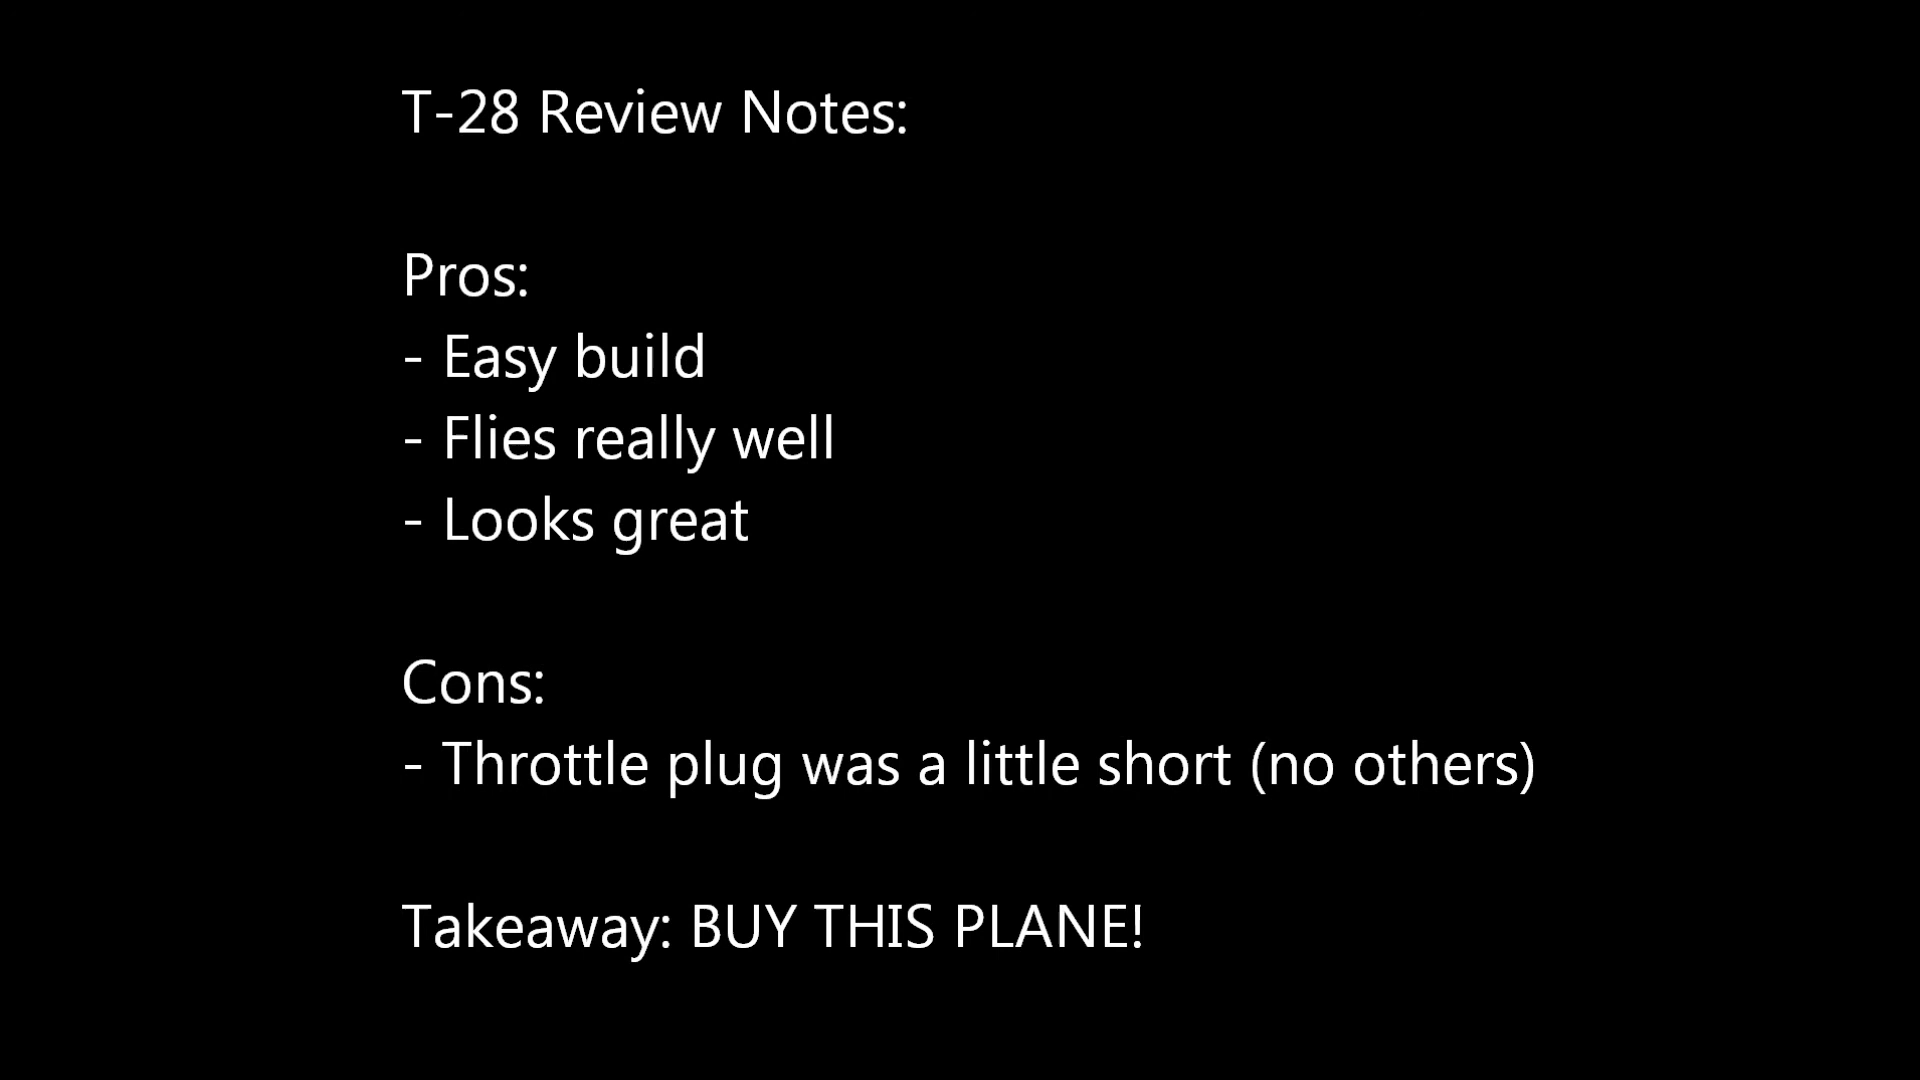 T-28 Review Notes:
Pros:
- Easy build
- Flies really well
- Looks great
Cons:
- Throttle plug was a little short (no others)
Takeaway: BUY THIS PLANE!